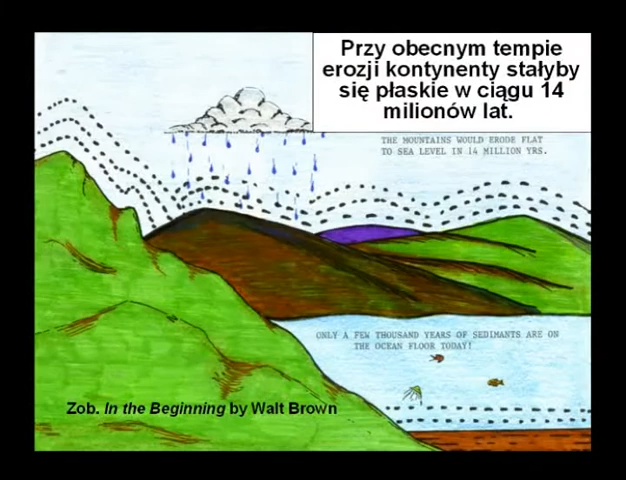 Przy obecnym tempie
erozji kontynenty stałyby
się płaskie w ciągu 14
milionów lat.
THE MOUNTAINS WOULD ERODE FLAT
TO SEA LEVEL IN 14 MILLION YRS.
ONLY A FEW THOUSAND YEARS OF SEDIMANTS ARE ON
THE OCEAN FLOOR TODAY!
Zob. In the Beginning by Walt Brown